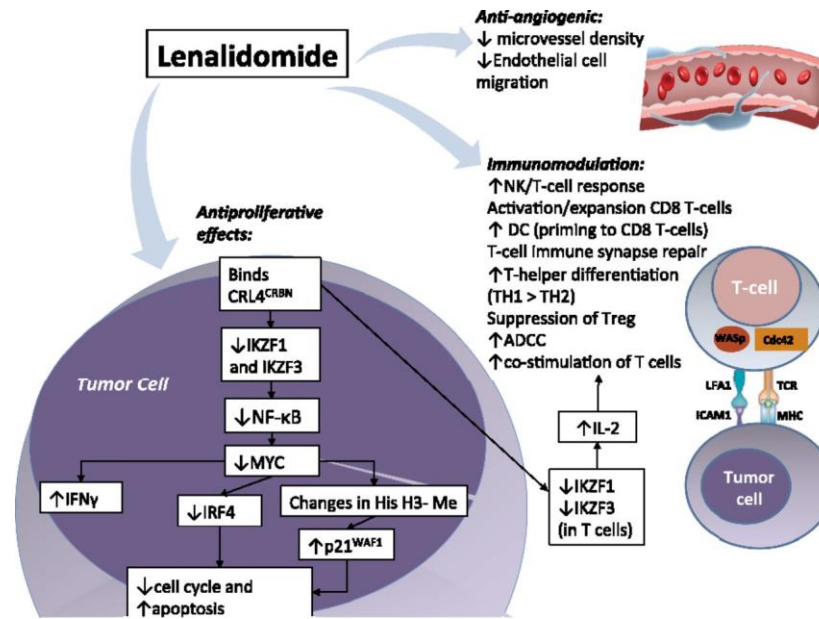 Lenalidomide
Anti-angiogenic:
↓ microvessel density
↓Endothelial cell
migration
Immunomodulation:
↑NK/T-cell response
Activation/expansion CD8 T-cells
↑ DC (priming to CD8 T-cells)
T-cell immune synapse repair
↑T-helper differentiation
(TH1 > TH2)
Suppression of Treg
↑ADCC
↑co-stimulation of T cells
Antiproliferative
effects:
Binds
CRL4CRBN
↓IKZF1
and IKZF3
Tumor Cell
↓NF-κB
↓MYC
↑IFNγ
↓IRF4
Changes in His H3- Me
↑p21WAF1
↓cell cycle and
↑apoptosis
↑IL-2
↓IKZF1
↓IKZF3
(in T cells)
T-cell
WASp
Cdc42
LFA1
TCR
ICAM1
MHC
Tumor
cell